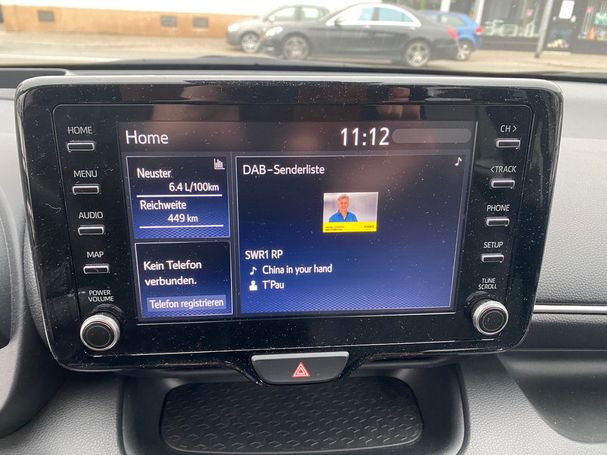 HOME
MENU
AUDIO
MAP
POWER
VOLUME
Home
11:12
Neuster
6.4 L/100km
Reichweite
449 km
Kein Telefon
verbunden.
Telefon registrieren
DAB-Senderliste
SWR1 RP
China in your hand
T'Pau
CH >
< TRACK
PHONE
SETUP
TUNE
SCROLL